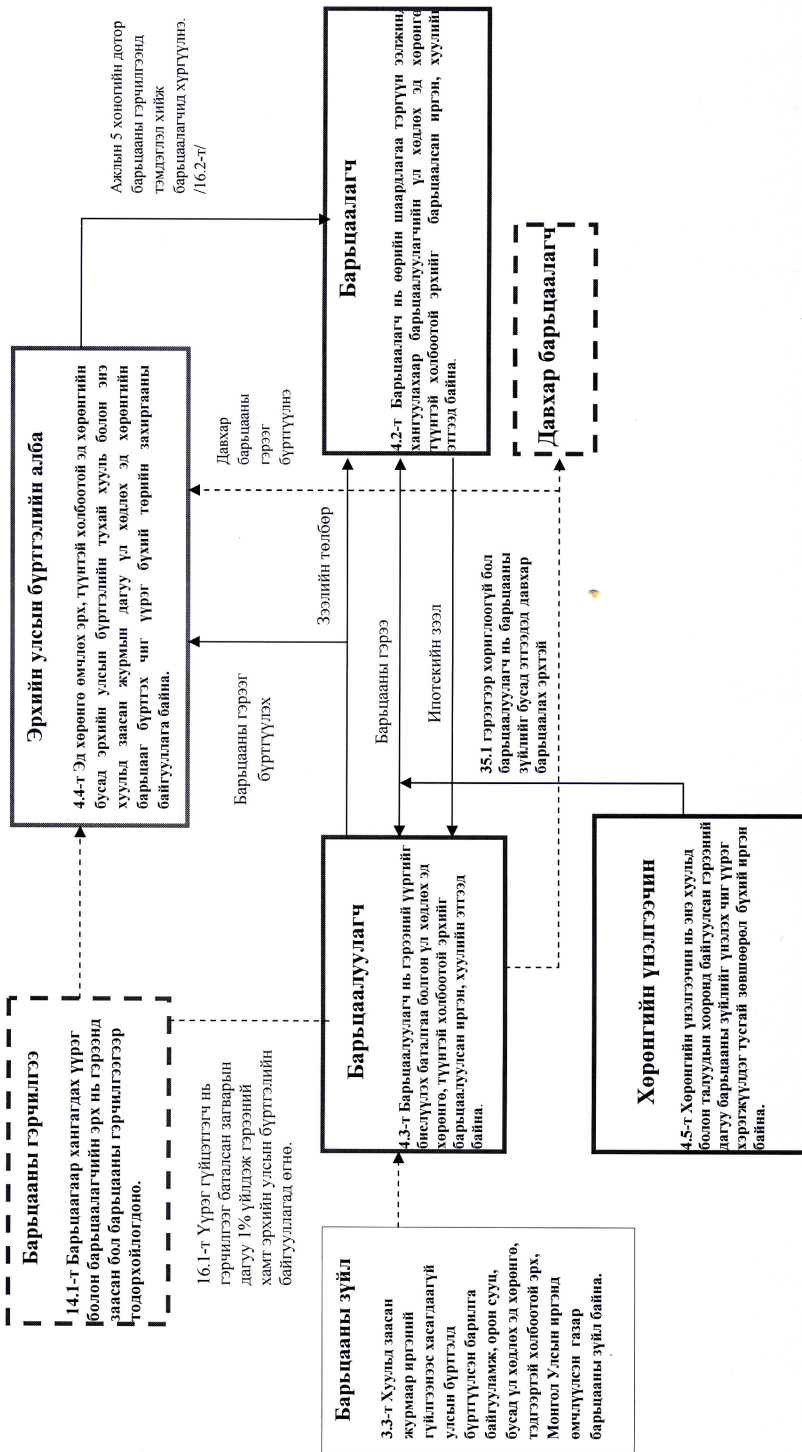 Барьцааны гэрчилгээ
14.1-т Барьцаагаар хангагдах үүрэг
болон барьцаалагчийн эрх нь гэрээнд
заасан бол барьцааны гэрчилгээгээр
тодорхойлогдоно.
Эрхийн улсын бүртгэлийн алба
4.4-т Эд хөрөнгө өмчлөх эрх, түүнтэй холбоотой эд хөрөнгийн
бусад эрхийн улсын бүртгэлийн тухай хууль болон энэ
хуульд заасан журмын дагуу үл хөдлөх эд хөрөнгийн
барьцааг бүртгэх чиг үүрэг бүхий төрийн захиргааны
байгууллага байна.
Ажлын 5 хоногийн дотор
барьцааны гэрчилгээнд
тэмдэглэл хийж
барьцаалагчид хүргүүлнэ.
/16.2-т/
16.1-т Үүрэг гүйцэтгэгч нь
гэрчилгээг баталсан загварын
дагуу 1% үйлдэж гэрээний
хамт эрхийн улсын бүртгэлийн
байгууллагад өгнө.
Барьцааны гэрээг
бүртгүүлэх
Давхар
барьцааны
гэрээг
бүртгүүлнэ
Барьцааны зүйл
3.3-т Хуульд заасан
журмаар иргэний
гүйлгээнээс хасагдаагүй
улсын бүртгэлд
бүртгүүлсэн барилга
байгууламж, орон сууц,
бусад үл хөдлөх эд хөрөнгө,
тэдгээртэй холбоотой эрх,
Монгол Улсын иргэнд
өмчлүүлсэн газар
барьцааны зүйл байна.
Барьцаалуулагч
4.3-т Барьцаалуулагч нь гэрээний үүргийг
биелүүлэх баталгаа болгон үл хөдлөх эд
хөрөнгө, түүнтэй холбоотой эрхийг
барьцаалуулсан иргэн, хуулийн этгээд
байна.
Зээлийн төлбөр
Барьцааны гэрээ
Ипотекийн зээл
Барьцаалагч
4.2-т Барьцаалагч нь өөрийн шаардлагаа тэргүүн ээлжинд
хангуулахаар барьцаалуулагчийн үл хөдлөх эд хөрөнгө
түүнтэй холбоотой эрхийг барьцаалсан иргэн, хуулийн
этгээд байна.
35.1 гэрээгээр хориглоогүй бол
барьцаалуулагч нь барьцааны
зүйлийг бусад этгээдэд давхар
барьцаалах эрхтэй
Давхар барьцаалагч
Хөрөнгийн үнэлгээчин
4.5-т Хөрөнгийн үнэлгээчин нь энэ хуульд
болон талуудын хооронд байгуулсан гэрээний
дагуу барьцааны зүйлийг үнэлэх чиг үүрэг
хэрэгжүүлдэг тусгай зөвшөөрөл бүхий иргэн
байна.